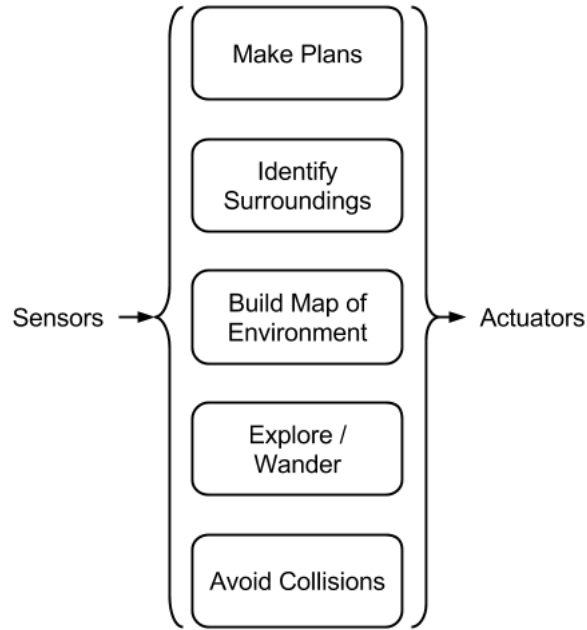 Make Plans
Identify
Surroundings
Sensors
Build Map of
Environment
Actuators
Explore /
Wander
Avoid Collisions